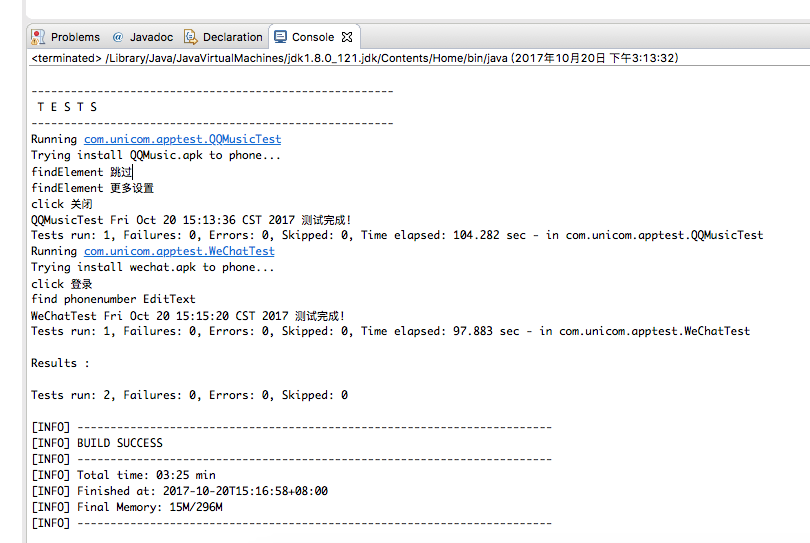 Problems @ Javadoc Declaration Console
<terminated> /Library/Java/JavaVirtualMachines/jdk1.8.0_121.jdk/Contents/Home/bin/java (2017年10月20日 下午3:13:32)
-------------------------------------------------------
T E S T S
-------------------------------------------------------
Running com.unicom.apptest.QQMusicTest
Trying install QQMusic.apk to phone...
findElement 跳过
findElement 更多设置
click 关闭
QQMusicTest Fri Oct 20 15:13:36 CST 2017 测试完成!
Tests run: 1, Failures: 0, Errors: 0, Skipped: 0, Time elapsed: 104.282 sec - in com.unicom.apptest.QQMusicTest
Running com.unicom.apptest.WeChatTest
Trying install wechat.apk to phone...
click 登录
find phonenumber EditText
WeChatTest Fri Oct 20 15:15:20 CST 2017 测试完成!
Tests run: 1, Failures: 0, Errors: 0, Skipped: 0, Time elapsed: 97.883 sec - in com.unicom.apptest.WeChatTest
Results :
Tests run: 2, Failures: 0, Errors: 0, Skipped: 0
[INFO] ------------------------------------------------------------------------
[INFO] BUILD SUCCESS
[INFO] ------------------------------------------------------------------------
[INFO] Total time: 03:25 min
[INFO] Finished at: 2017-10-20T15:16:58+08:00
[INFO] Final Memory: 15M/296M
[INFO] ------------------------------------------------------------------------